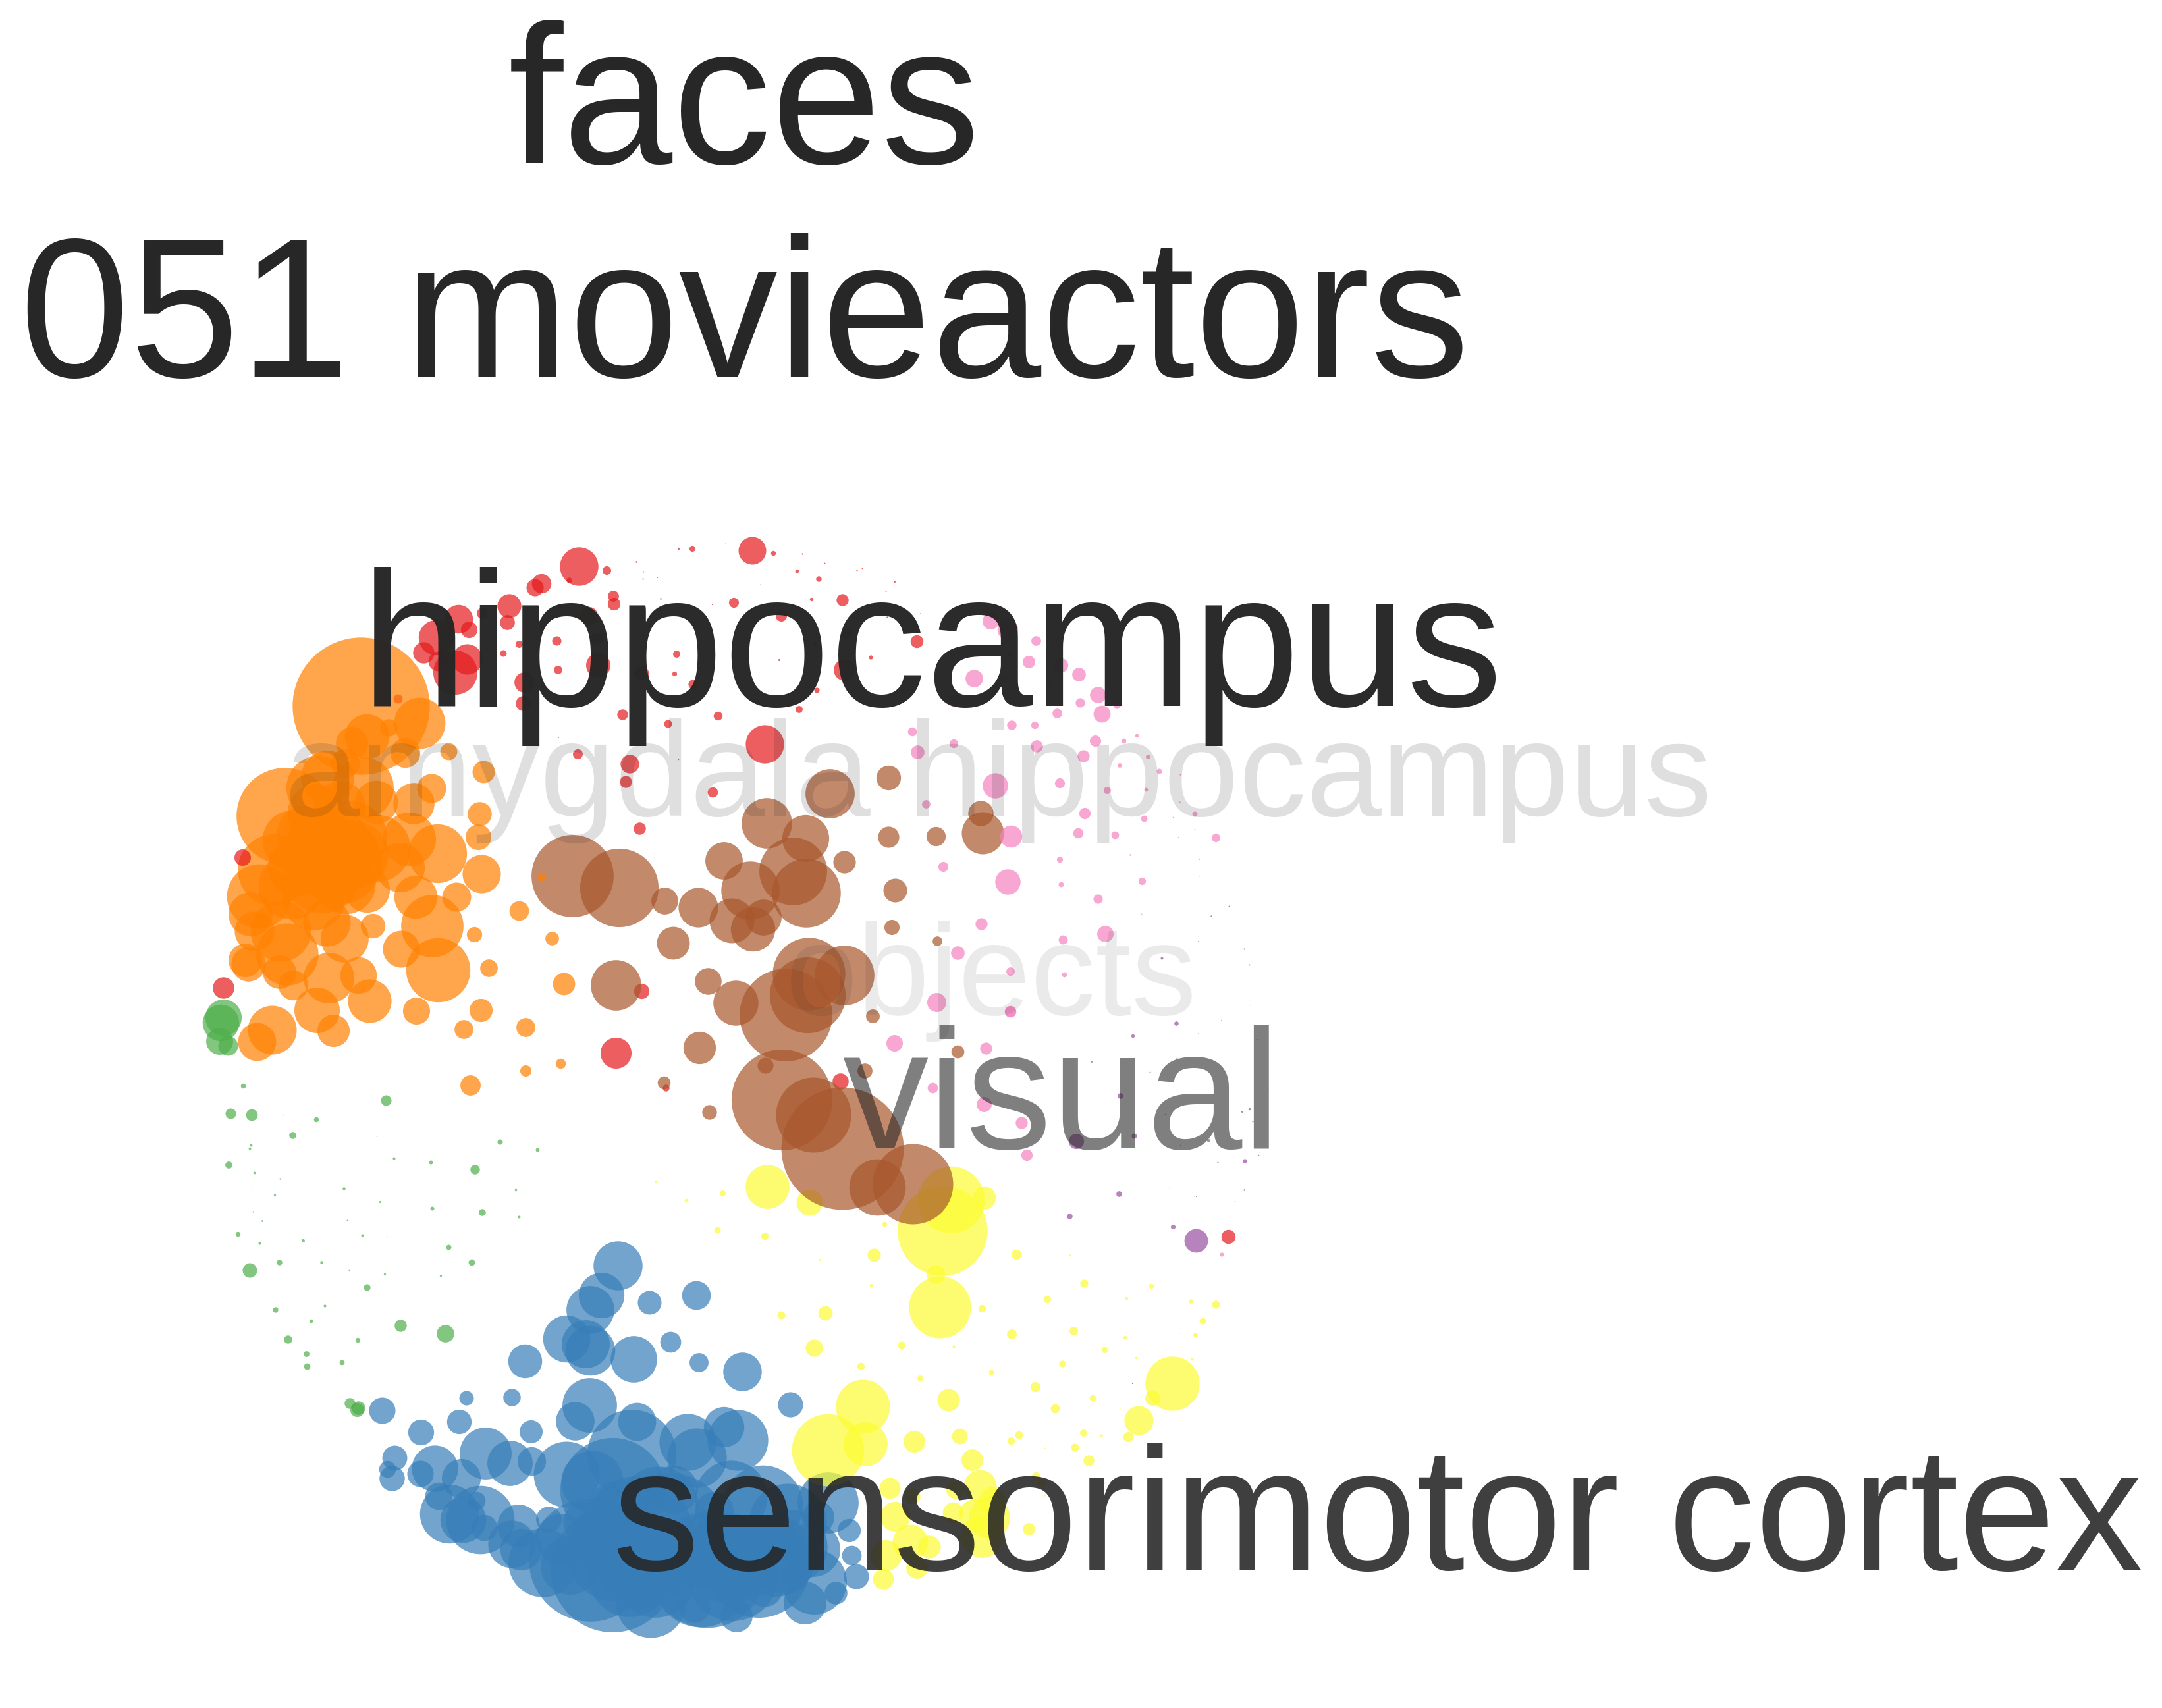 faces
051 movieactors
hippocampus
amygdala hippocampus
objects
visual
sensorimotor cortex